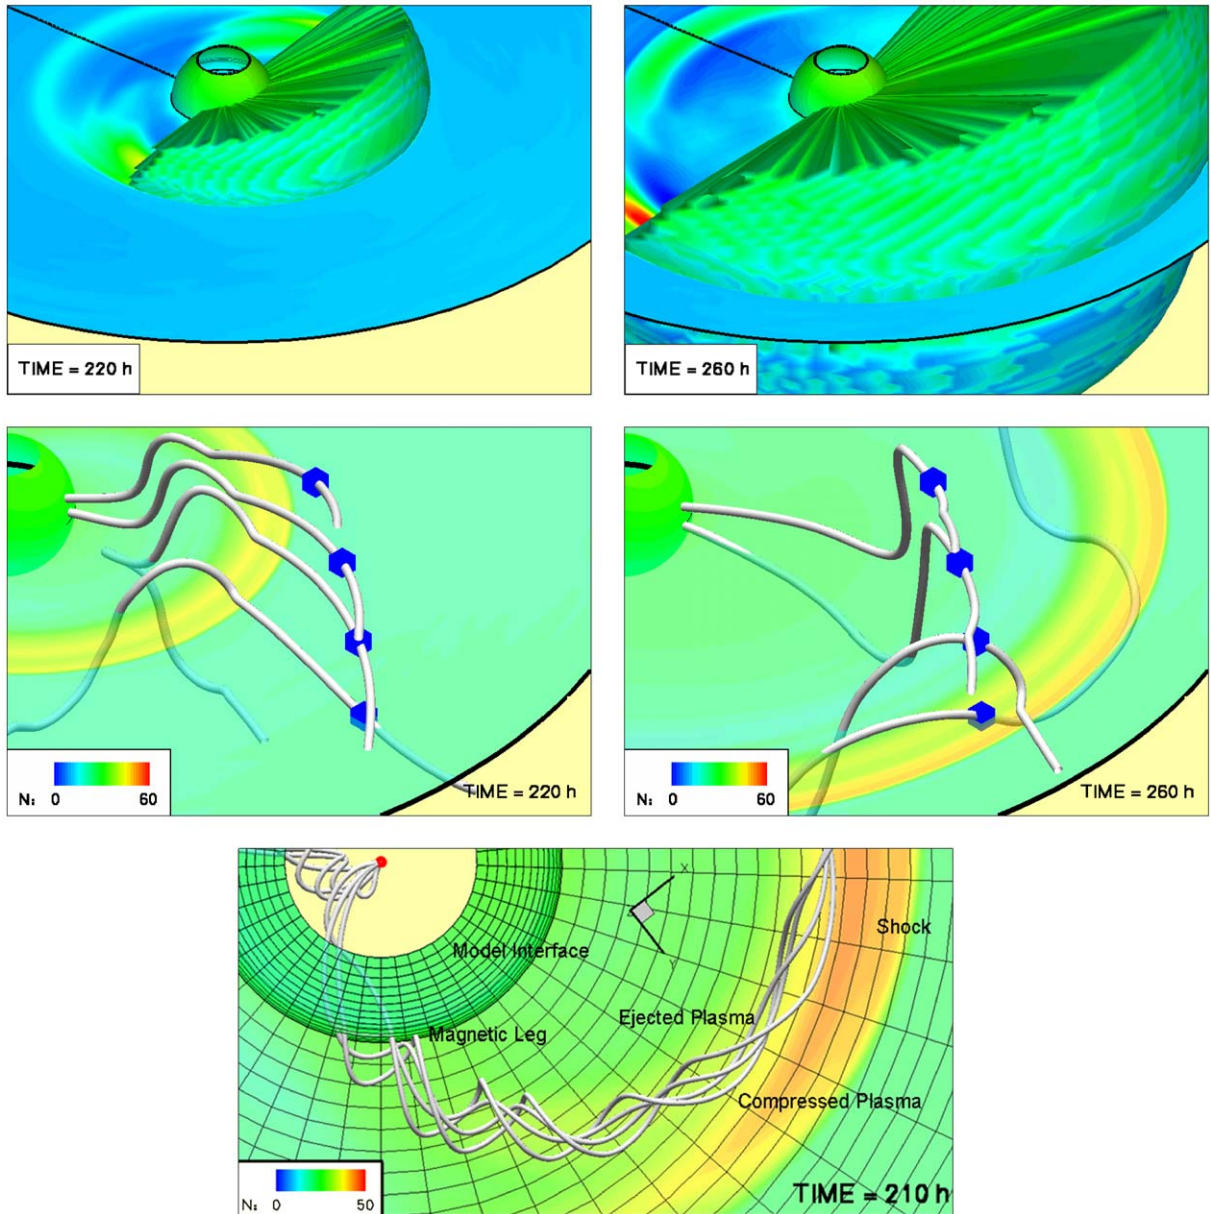 TIME = 220 h
TIME = 260 h
N: 0 60
TIME = 220 h
N: 0 60
TIME = 260 h
X
Shock
Model Interface
Y
Ejected Plasma
Magnetic Leg
Compressed Plasma
N: 0 50
TIME = 210 h